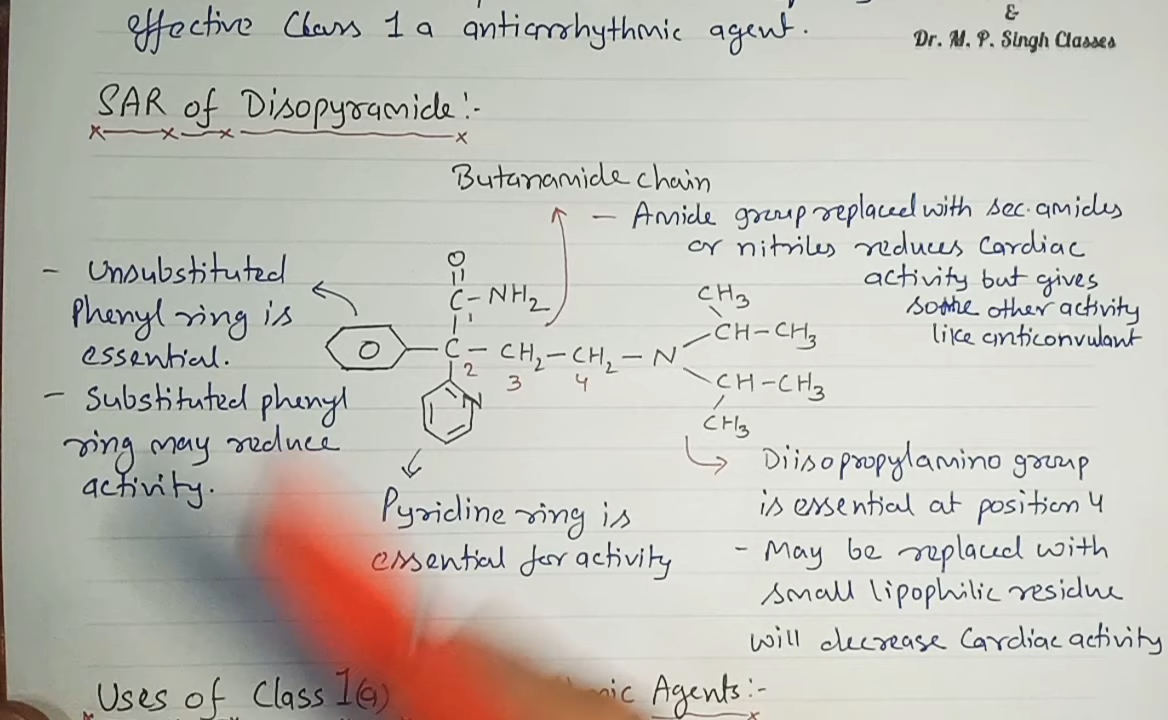 effective Class 1a antiarrhythmic agent.
&
Dr. M. P. Singh Classes
SAR of Disopyramide:-
Butanamide chain
- Amide group replaced with sec. amides
or nitriles reduces Cardiac
activity but gives
some other activity
like anticonvulant
- Unsubstituted
Phenyl ring is
essential.
- Substituted phenyl
ring may reduce
activity.
O
C-NH2
1
C-CH2-CH2-N
2 3 4
N
CH3
CH-CH3
CH-CH3
CH3
Pyridine ring is
essential for activity
Diisopropylamino group
is essential at position 4
- May be replaced with
small lipophilic residue
will decrease Cardiac activity
Uses of Class 1(a) Agents:-